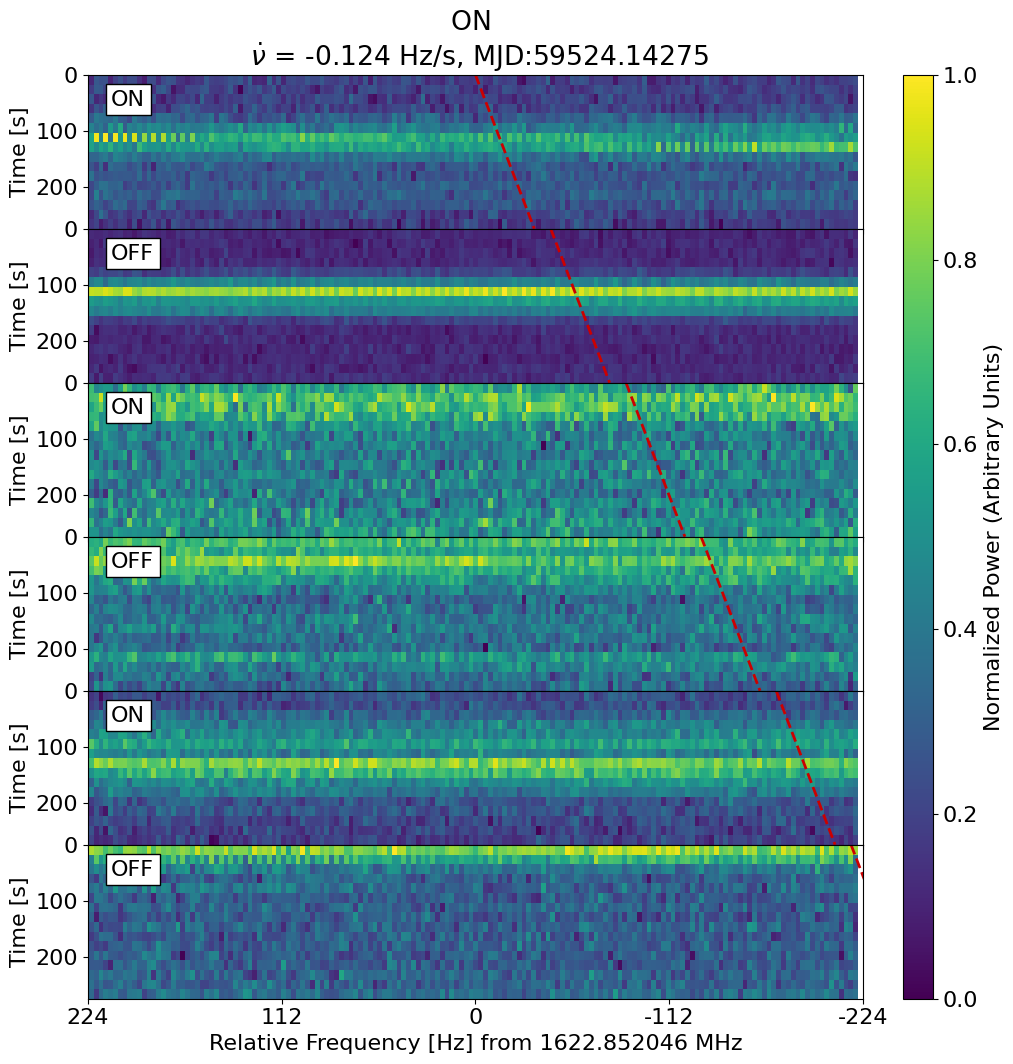 ON
ν̇ = -0.124 Hz/s, MJD:59524.14275
0
ON
100
Time [s]
200
0
OFF
100
Time [s]
200
0
ON
100
Time [s]
200
0
OFF
100
Time [s]
200
0
ON
100
Time [s]
200
0
OFF
100
Time [s]
200
224 112 0 -112 -224
Relative Frequency [Hz] from 1622.852046 MHz
1.0
0.8
0.6
0.4
0.2
0.0
Normalized Power (Arbitrary Units)